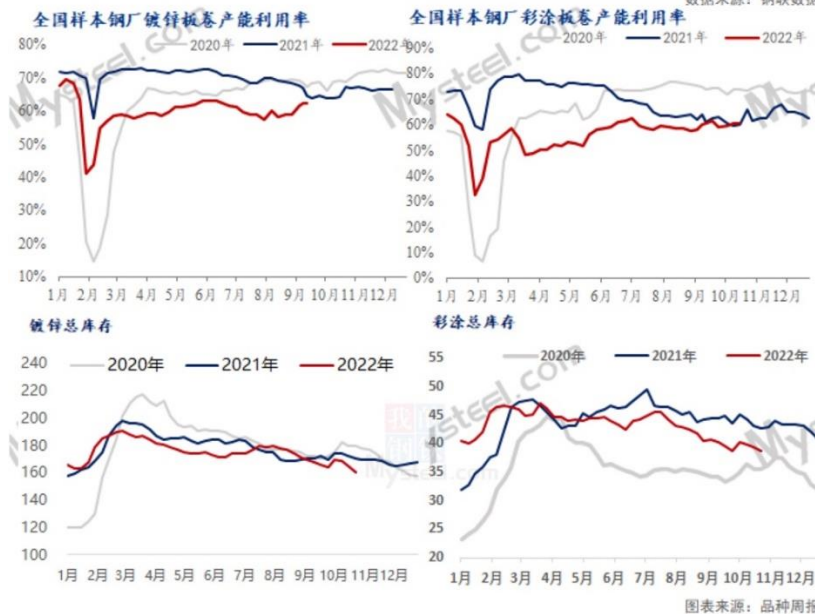 数据来源：钢联数据
全国样本钢厂镀锌板卷产能利用率
2020年 2021年 2022年
80%
70%
60%
50%
40%
30%
20%
10%
1月 2月 3月 4月 5月 6月 7月 8月 9月 10月 11月 12月
Mysteel.com
全国样本钢厂彩涂板卷产能利用率
2020年 2021年 2022年
90%
80%
70%
60%
50%
40%
30%
20%
10%
0%
1月 2月 3月 4月 5月 6月 7月 8月 9月 10月 11月 12月
Mysteel.com
镀锌总库存
2020年 2021年 2022年
240
220
200
180
160
140
120
100
1月 2月 3月 4月 5月 6月 7月 8月 9月 10月 11月 12月
Mysteel.com
彩涂总库存
2020年 2021年 2022年
55
50
45
40
35
30
25
20
1月 2月 3月 4月 5月 6月 7月 8月 9月 10月 11月 12月
Mysteel.com
图表来源：品种周报